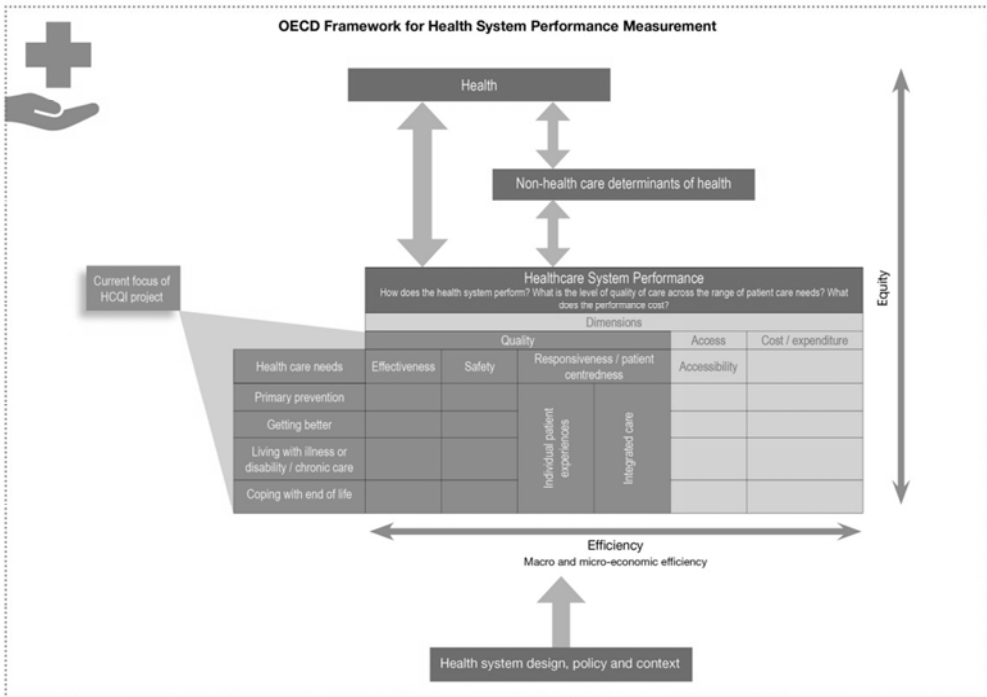 OECD Framework for Health System Performance Measurement
Health
Non-health care determinants of health
Current focus of
HCQI project
Healthcare System Performance
How does the health system perform? What is the level of quality of care across the range of patient care needs? What
does the performance cost?
Dimensions
Quality
Access
Cost / expenditure
Health care needs
Effectiveness
Safety
Responsiveness / patient
centredness
Accessibility
Primary prevention
Getting better
Living with illness or
disability / chronic care
Coping with end of life
Individual patient
experiences
Integrated care
Equity
Efficiency
Macro and micro-economic efficiency
Health system design, policy and context